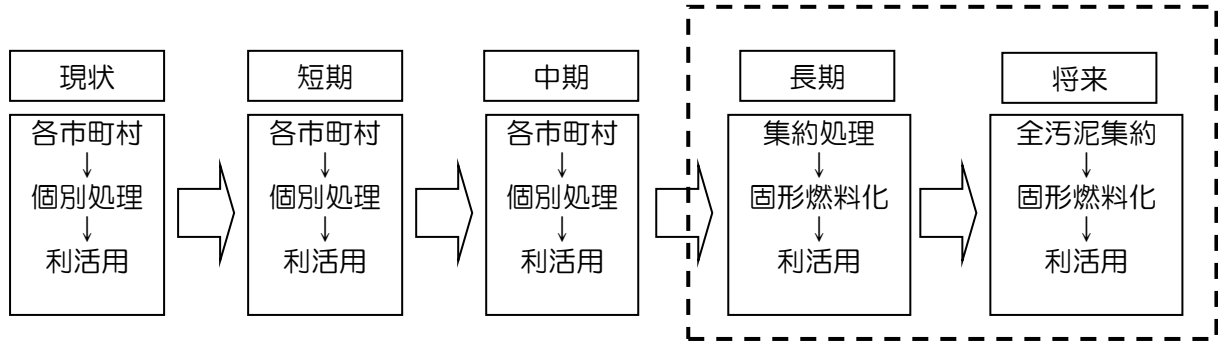 現状
各市町村
↓
個別処理
↓
利活用
短期
各市町村
↓
個別処理
↓
利活用
中期
各市町村
↓
個別処理
↓
利活用
長期
集約処理
↓
固形燃料化
↓
利活用
将来
全汚泥集約
↓
固形燃料化
↓
利活用